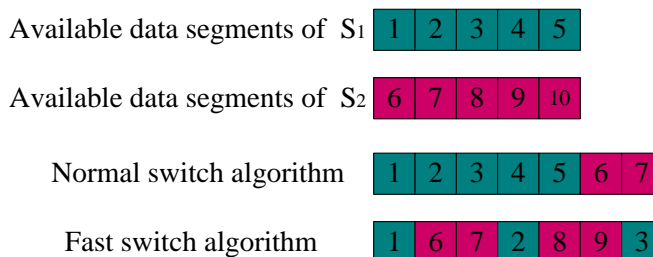 Available data segments of S1 1 2 3 4 5
Available data segments of S2 6 7 8 9 10
Normal switch algorithm 1 2 3 4 5 6 7
Fast switch algorithm 1 6 7 2 8 9 3